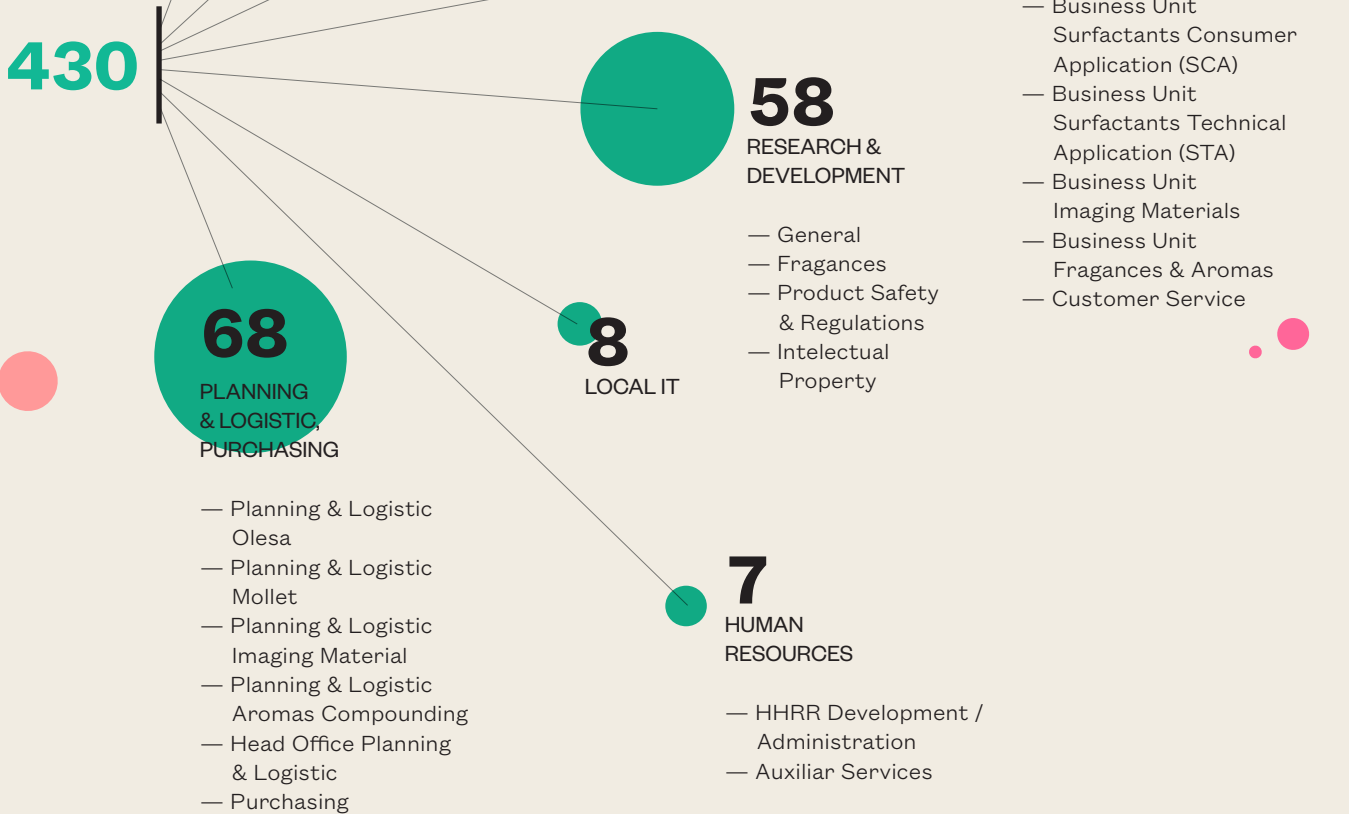 430
58
RESEARCH &
DEVELOPMENT
— General
— Fragances
— Product Safety
& Regulations
— Intelectual
Property
— Business Unit
Surfactants Consumer
Application (SCA)
— Business Unit
Surfactants Technical
Application (STA)
— Business Unit
Imaging Materials
— Business Unit
Fragances & Aromas
— Customer Service
68
PLANNING
& LOGISTIC,
PURCHASING
— Planning & Logistic
Olesa
— Planning & Logistic
Mollet
— Planning & Logistic
Imaging Material
— Planning & Logistic
Aromas Compounding
— Head Office Planning
& Logistic
— Purchasing
8
LOCAL IT
7
HUMAN
RESOURCES
— HHRR Development /
Administration
— Auxiliar Services